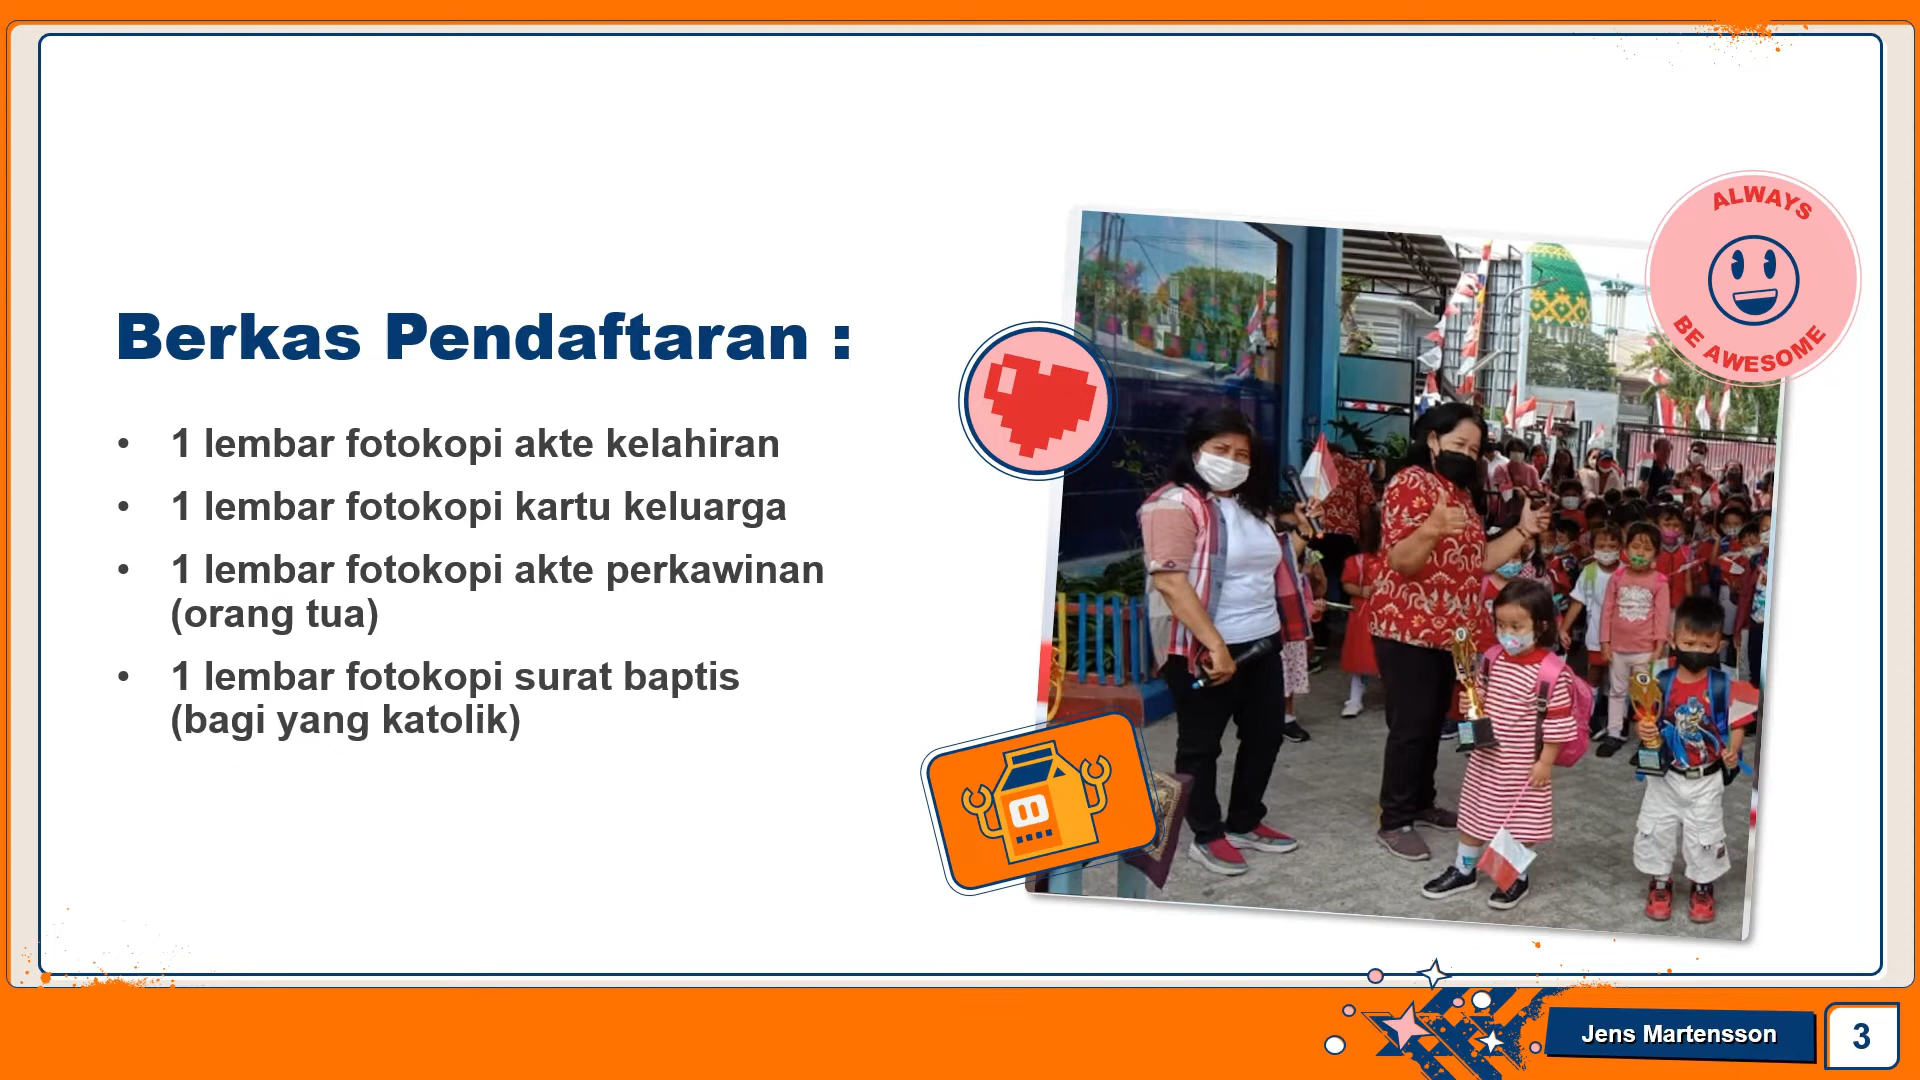 Berkas Pendaftaran :
• 1 lembar fotokopi akte kelahiran
• 1 lembar fotokopi kartu keluarga
• 1 lembar fotokopi akte perkawinan
(orang tua)
• 1 lembar fotokopi surat baptis
(bagi yang katolik)
ALWAYS
BE AWESOME
Jens Martensson
3